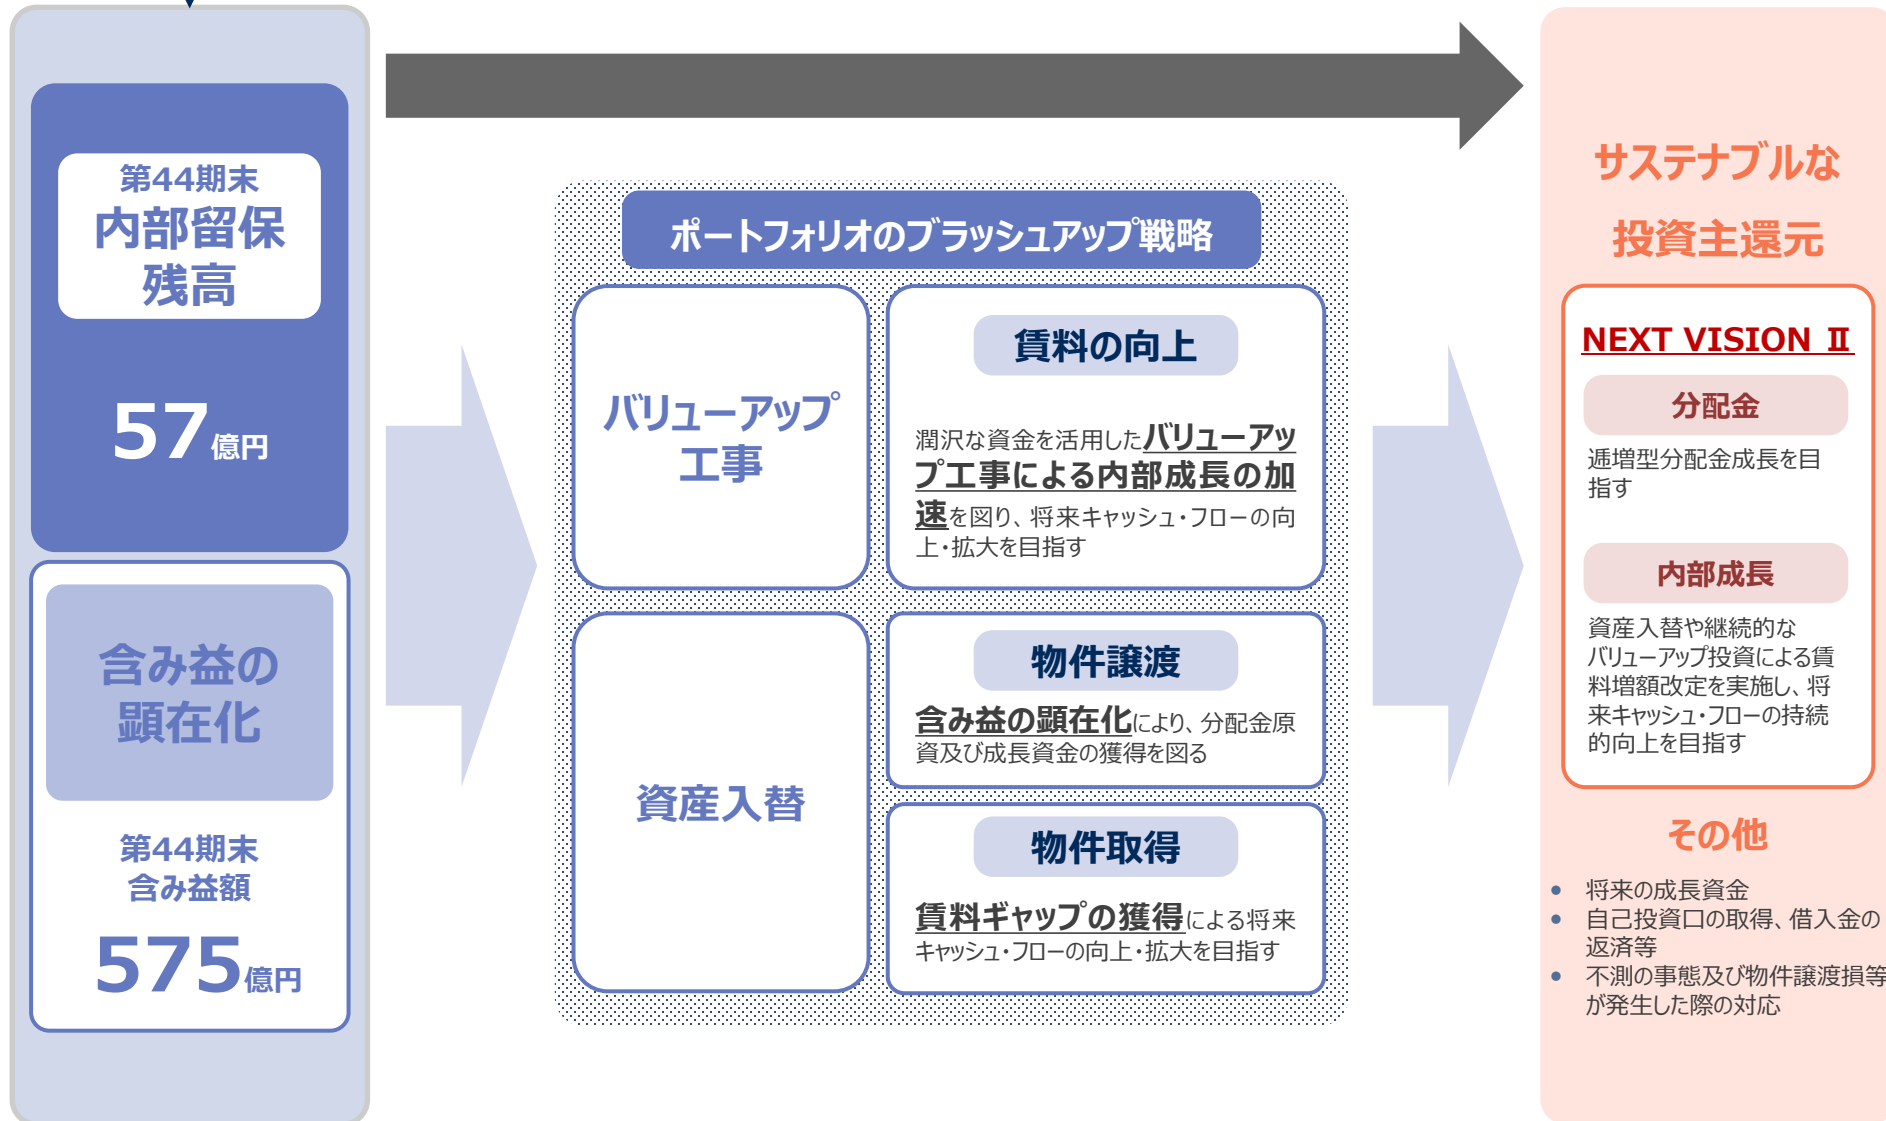 第44期末
内部留保
残高
57億円
含み益の
顕在化
第44期末
含み益額
575億円
ポートフォリオのブラッシュアップ戦略
バリューアップ
工事
賃料の向上
潤沢な資金を活用したバリューアッ
プ工事による内部成長の加
速を図り、将来キャッシュ・フローの向
上・拡大を目指す
資産入替
物件譲渡
含み益の顕在化により、分配金原
資及び成長資金の獲得を図る
物件取得
賃料ギャップの獲得による将来
キャッシュ・フローの向上・拡大を目指す
サステナブルな
投資主還元
NEXT VISION Ⅱ
分配金
逓増型分配金成長を目
指す
内部成長
資産入替や継続的な
バリューアップ投資による賃
料増額改定を実施し、将
来キャッシュ・フローの持続
的向上を目指す
その他
• 将来の成長資金
• 自己投資口の取得、借入金の
返済等
• 不測の事態及び物件譲渡損等
が発生した際の対応